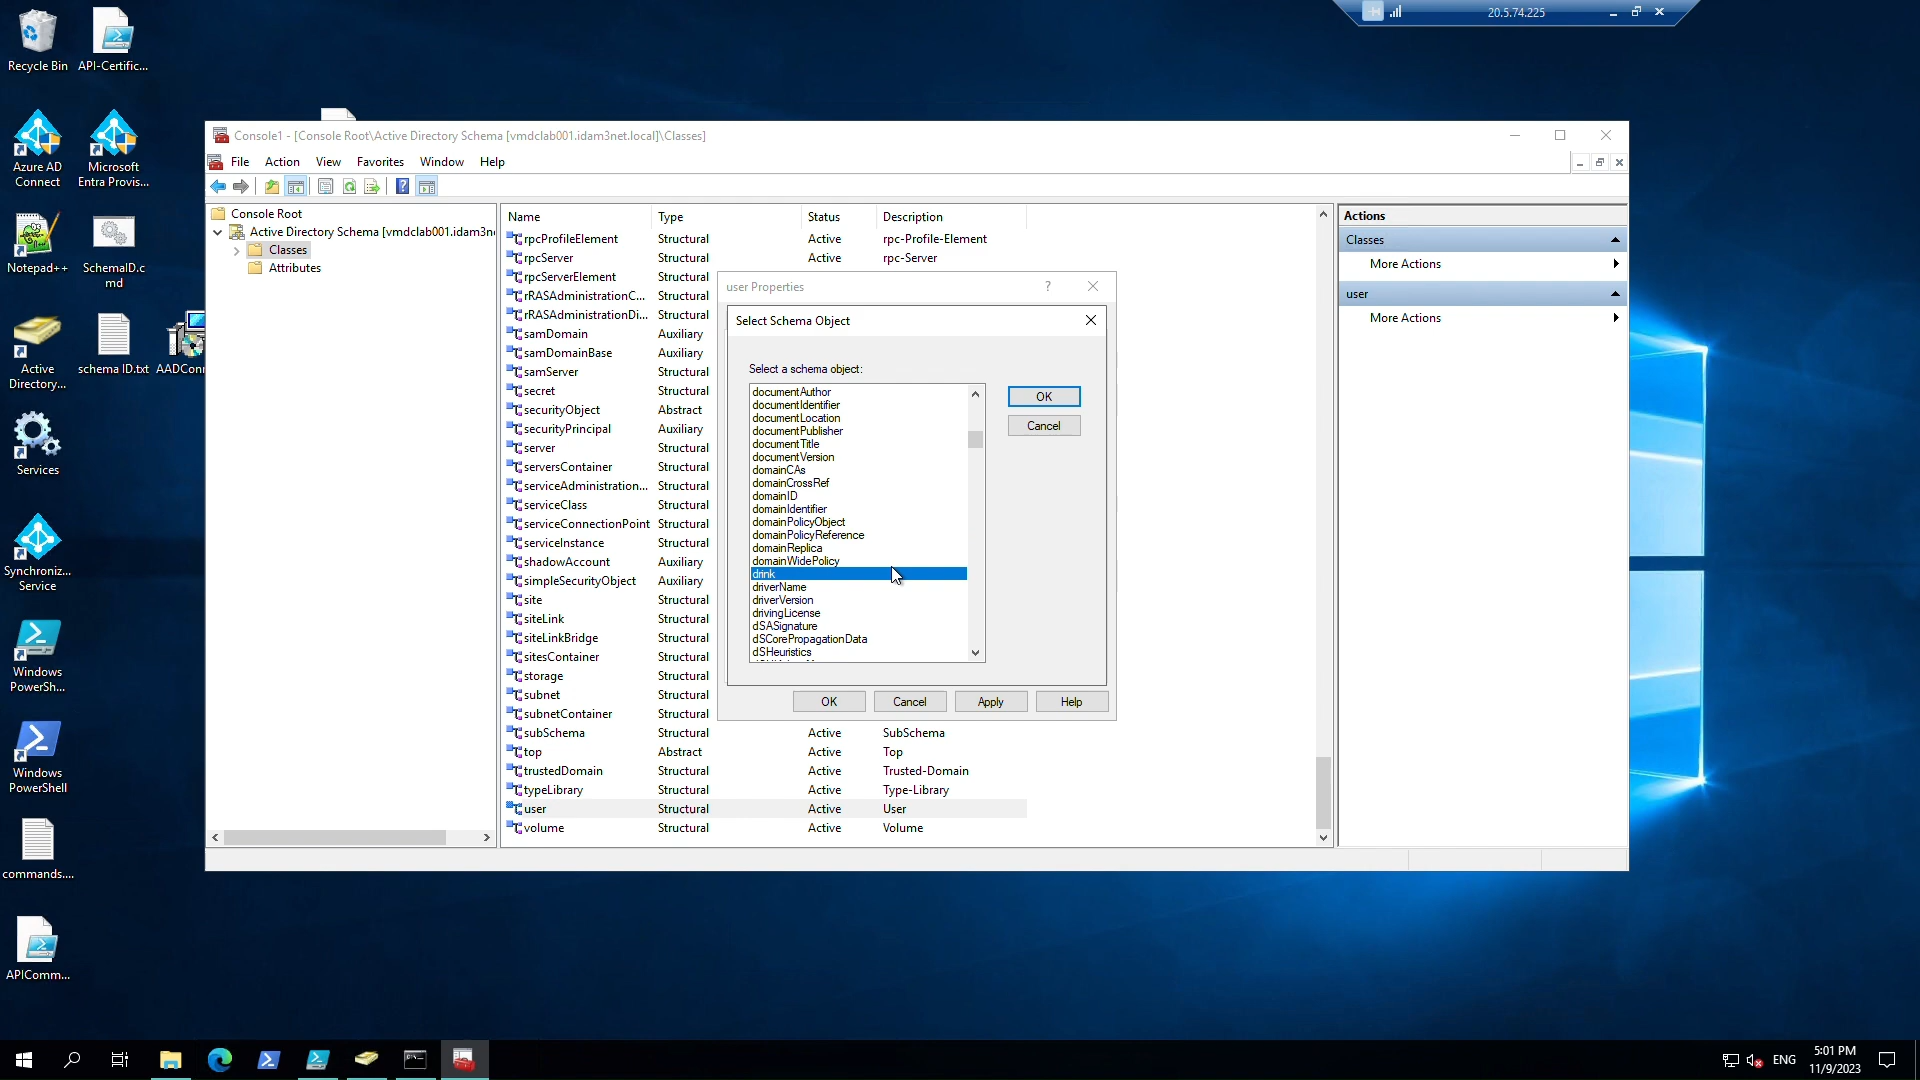 20.5.74.225
Recycle Bin
API-Certific...
Azure AD
Connect
Microsoft
Entra Provis...
Notepad++
SchemaID.c
md
Active
Directory...
schema ID.txt
AADConn
Services
Synchroniz...
Service
Windows
PowerSh...
Windows
PowerShell
commands....
APIComm...
Console1 - [Console Root\Active Directory Schema [vmdclab001.idam3net.local]\Classes]
File Action View Favorites Window Help
Console Root
Active Directory Schema [vmdclab001.idam3n
Classes
Attributes
Name Type Status Description
rpcProfileElement Structural Active rpc-Profile-Element
rpcServer Structural Active rpc-Server
rpcServerElement Structural
rRASAdministrationC... Structural
rRASAdministrationDi... Structural
samDomain Auxiliary
samDomainBase Auxiliary
samServer Structural
secret Structural
securityObject Abstract
securityPrincipal Auxiliary
server Structural
serversContainer Structural
serviceAdministration... Structural
serviceClass Structural
serviceConnectionPoint Structural
serviceInstance Structural
shadowAccount Auxiliary
simpleSecurityObject Auxiliary
site Structural
siteLink Structural
siteLinkBridge Structural
sitesContainer Structural
storage Structural
subnet Structural
subnetContainer Structural
subSchema Structural Active SubSchema
top Abstract Active Top
trustedDomain Structural Active Trusted-Domain
typeLibrary Structural Active Type-Library
user Structural Active User
volume Structural Active Volume
user Properties
Select Schema Object
Select a schema object:
documentAuthor
documentIdentifier
documentLocation
documentPublisher
documentTitle
documentVersion
domainCAs
domainCrossRef
domainID
domainIdentifier
domainPolicyObject
domainPolicyReference
domainReplica
domainWidePolicy
drink
driverName
driverVersion
drivingLicense
dSASignature
dSCorePropagationData
dSHeuristics
OK
Cancel
OK Cancel Apply Help
Actions
Classes
More Actions
user
More Actions
ENG
5:01 PM
11/9/2023